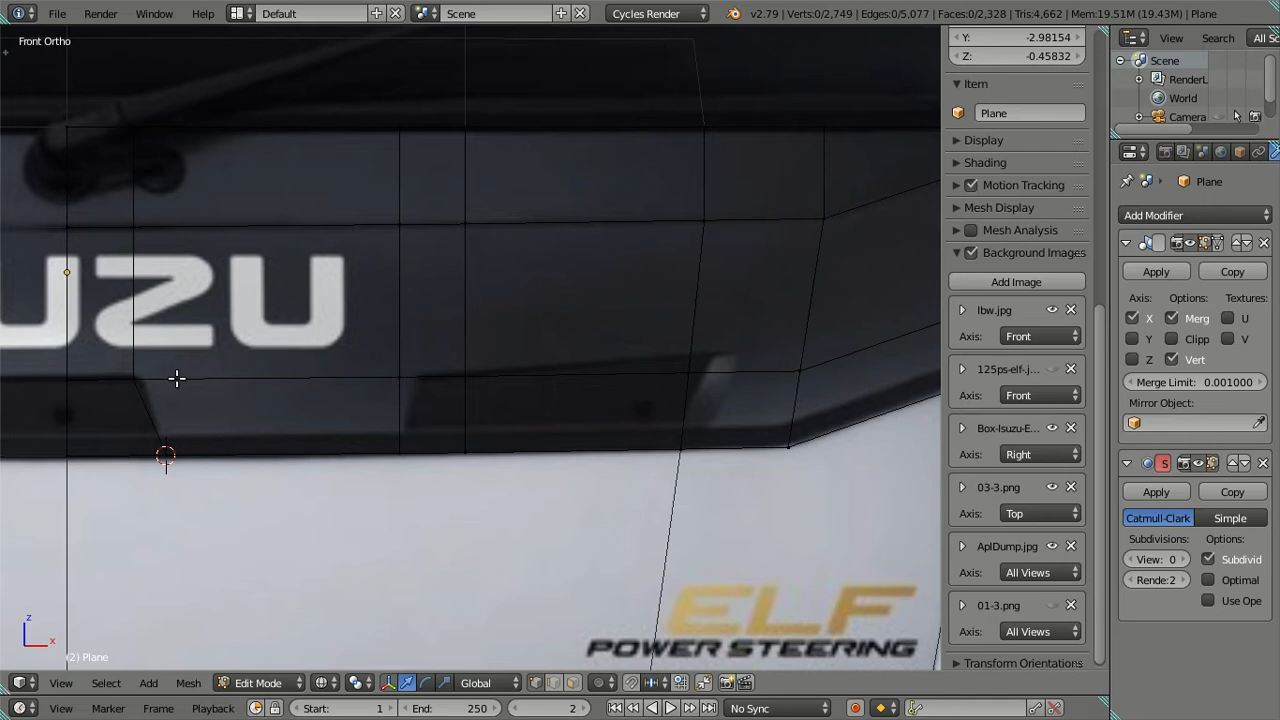 File Render Window Help Default Scene Cycles Render v2.79 | Verts:0/2,749 | Edges:0/5,077 | Faces:0/2,328 | Tris:4,662 | Mem:19.51M (19.43M) | Plane
Front Ortho
Y: -2.98154
Z: -0.45832
Item
Plane
Display
Shading
Motion Tracking
Mesh Display
Mesh Analysis
Background Images
Add Image
lbw.jpg
Axis: Front
125ps-elf-.j...
Axis: Front
Box-Isuzu-E...
Axis: Right
03-3.png
Axis: Top
AplDump.jpg
Axis: All Views
01-3.png
Axis: All Views
Transform Orientations
View Search All Sc
Scene
RenderL
World
Camera
Plane
Add Modifier
Apply Copy
Axis: Options: Textures:
X Merg U
Y Clipp V
Z Vert
Merge Limit: 0.001000
Mirror Object:
S
Apply Copy
Catmull-Clark Simple
Subdivisions: Options:
View: 0 Subdivid
Rende:2 Optimal
Use Ope
UZU
ELF
POWER STEERING
z
x
(2) Plane
View Select Add Mesh Edit Mode Global
View Marker Frame Playback Start: 1 End: 250 2 No Sync